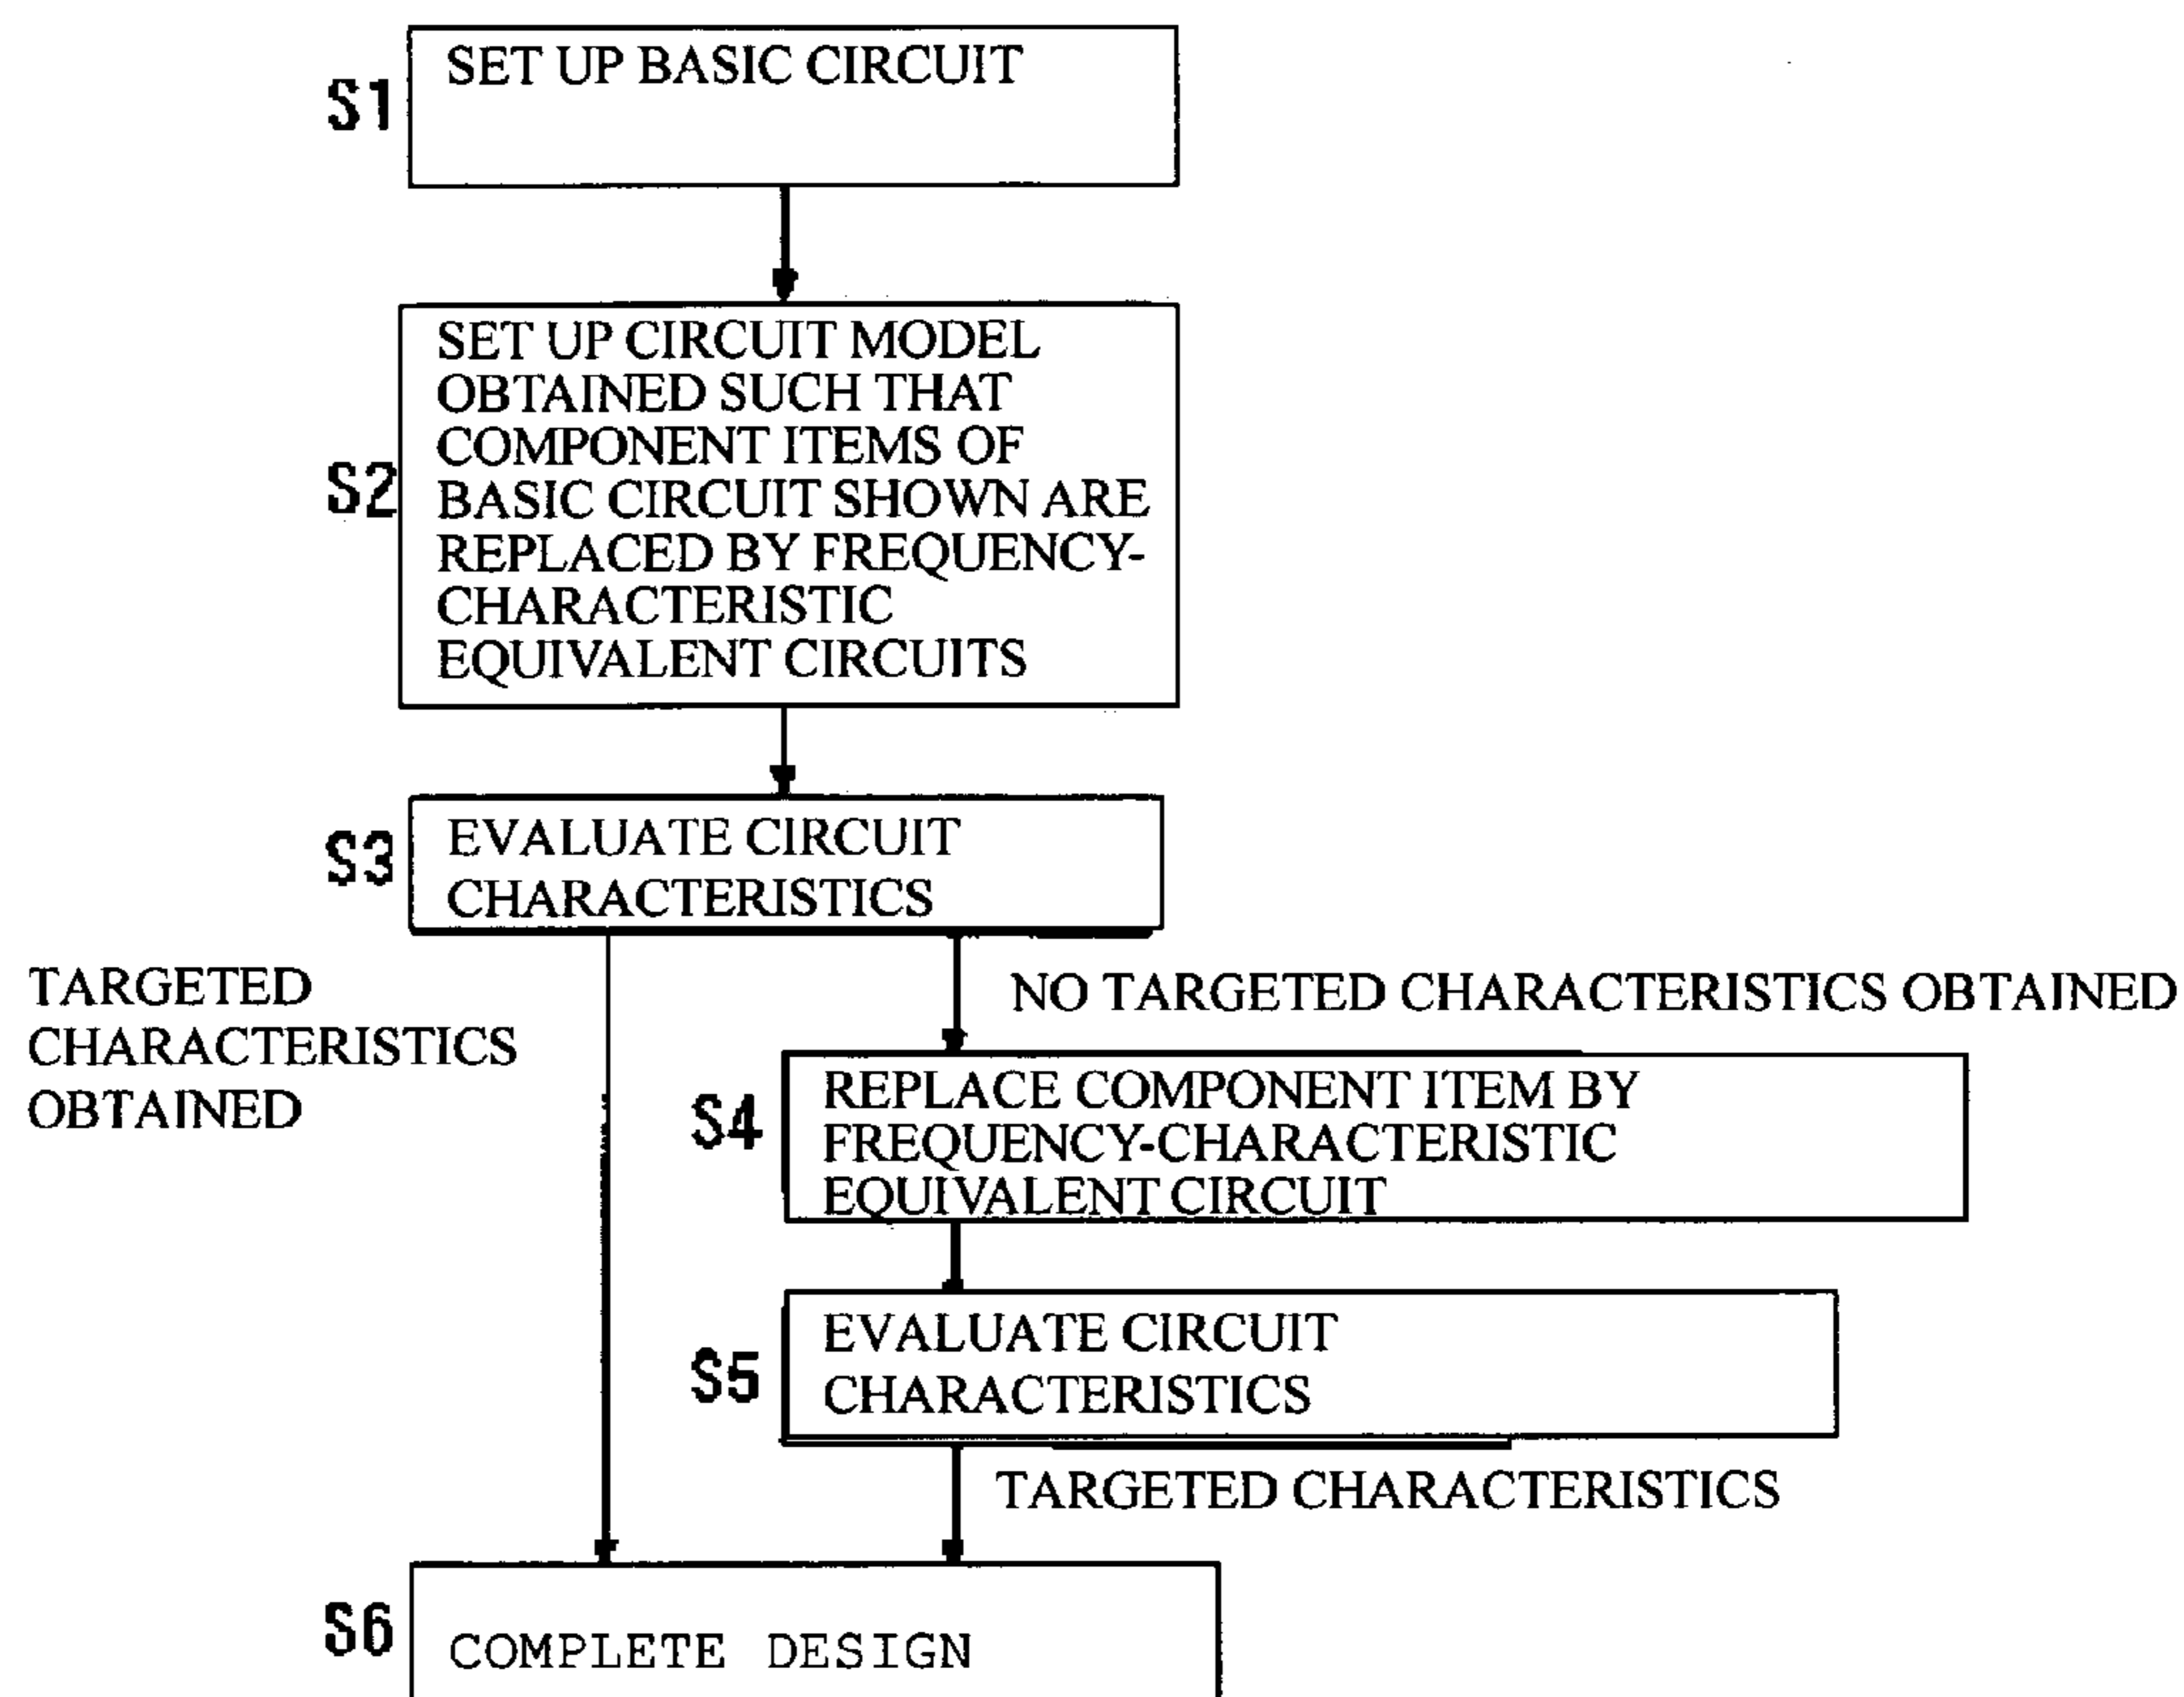 S1
SET UP BASIC CIRCUIT
S2
SET UP CIRCUIT MODEL
OBTAINED SUCH THAT
COMPONENT ITEMS OF
BASIC CIRCUIT SHOWN ARE
REPLACED BY FREQUENCY-
CHARACTERISTIC
EQUIVALENT CIRCUITS
S3
EVALUATE CIRCUIT
CHARACTERISTICS
TARGETED
CHARACTERISTICS
OBTAINED
NO TARGETED CHARACTERISTICS OBTAINED
S4
REPLACE COMPONENT ITEM BY
FREQUENCY-CHARACTERISTIC
EQUIVALENT CIRCUIT
S5
EVALUATE CIRCUIT
CHARACTERISTICS
TARGETED CHARACTERISTICS
S6
COMPLETE DESIGN